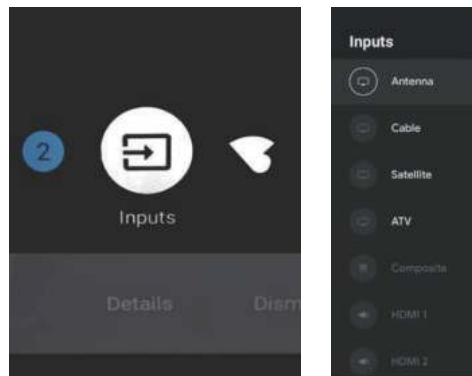 2
Inputs
Details
Dism
Inputs
Antenna
Cable
Satellite
ATV
Composite
HDMI 1
HDMI 2